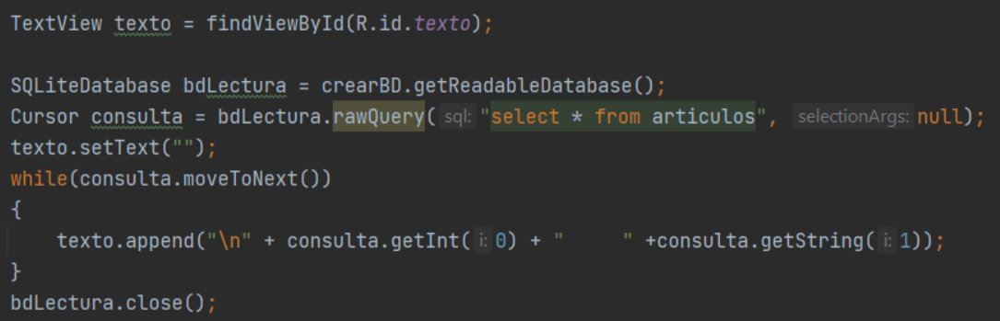 TextView texto = findViewById(R.id.texto);
SQLiteDatabase bdLectura = crearBD.getReadableDatabase();
Cursor consulta = bdLectura.rawQuery( sql: "select * from articulos", selectionArgs: null);
texto.setText("");
while(consulta.moveToNext())
{
    texto.append("\n" + consulta.getInt( i: 0) + "     " +consulta.getString( i: 1));
}
bdLectura.close();